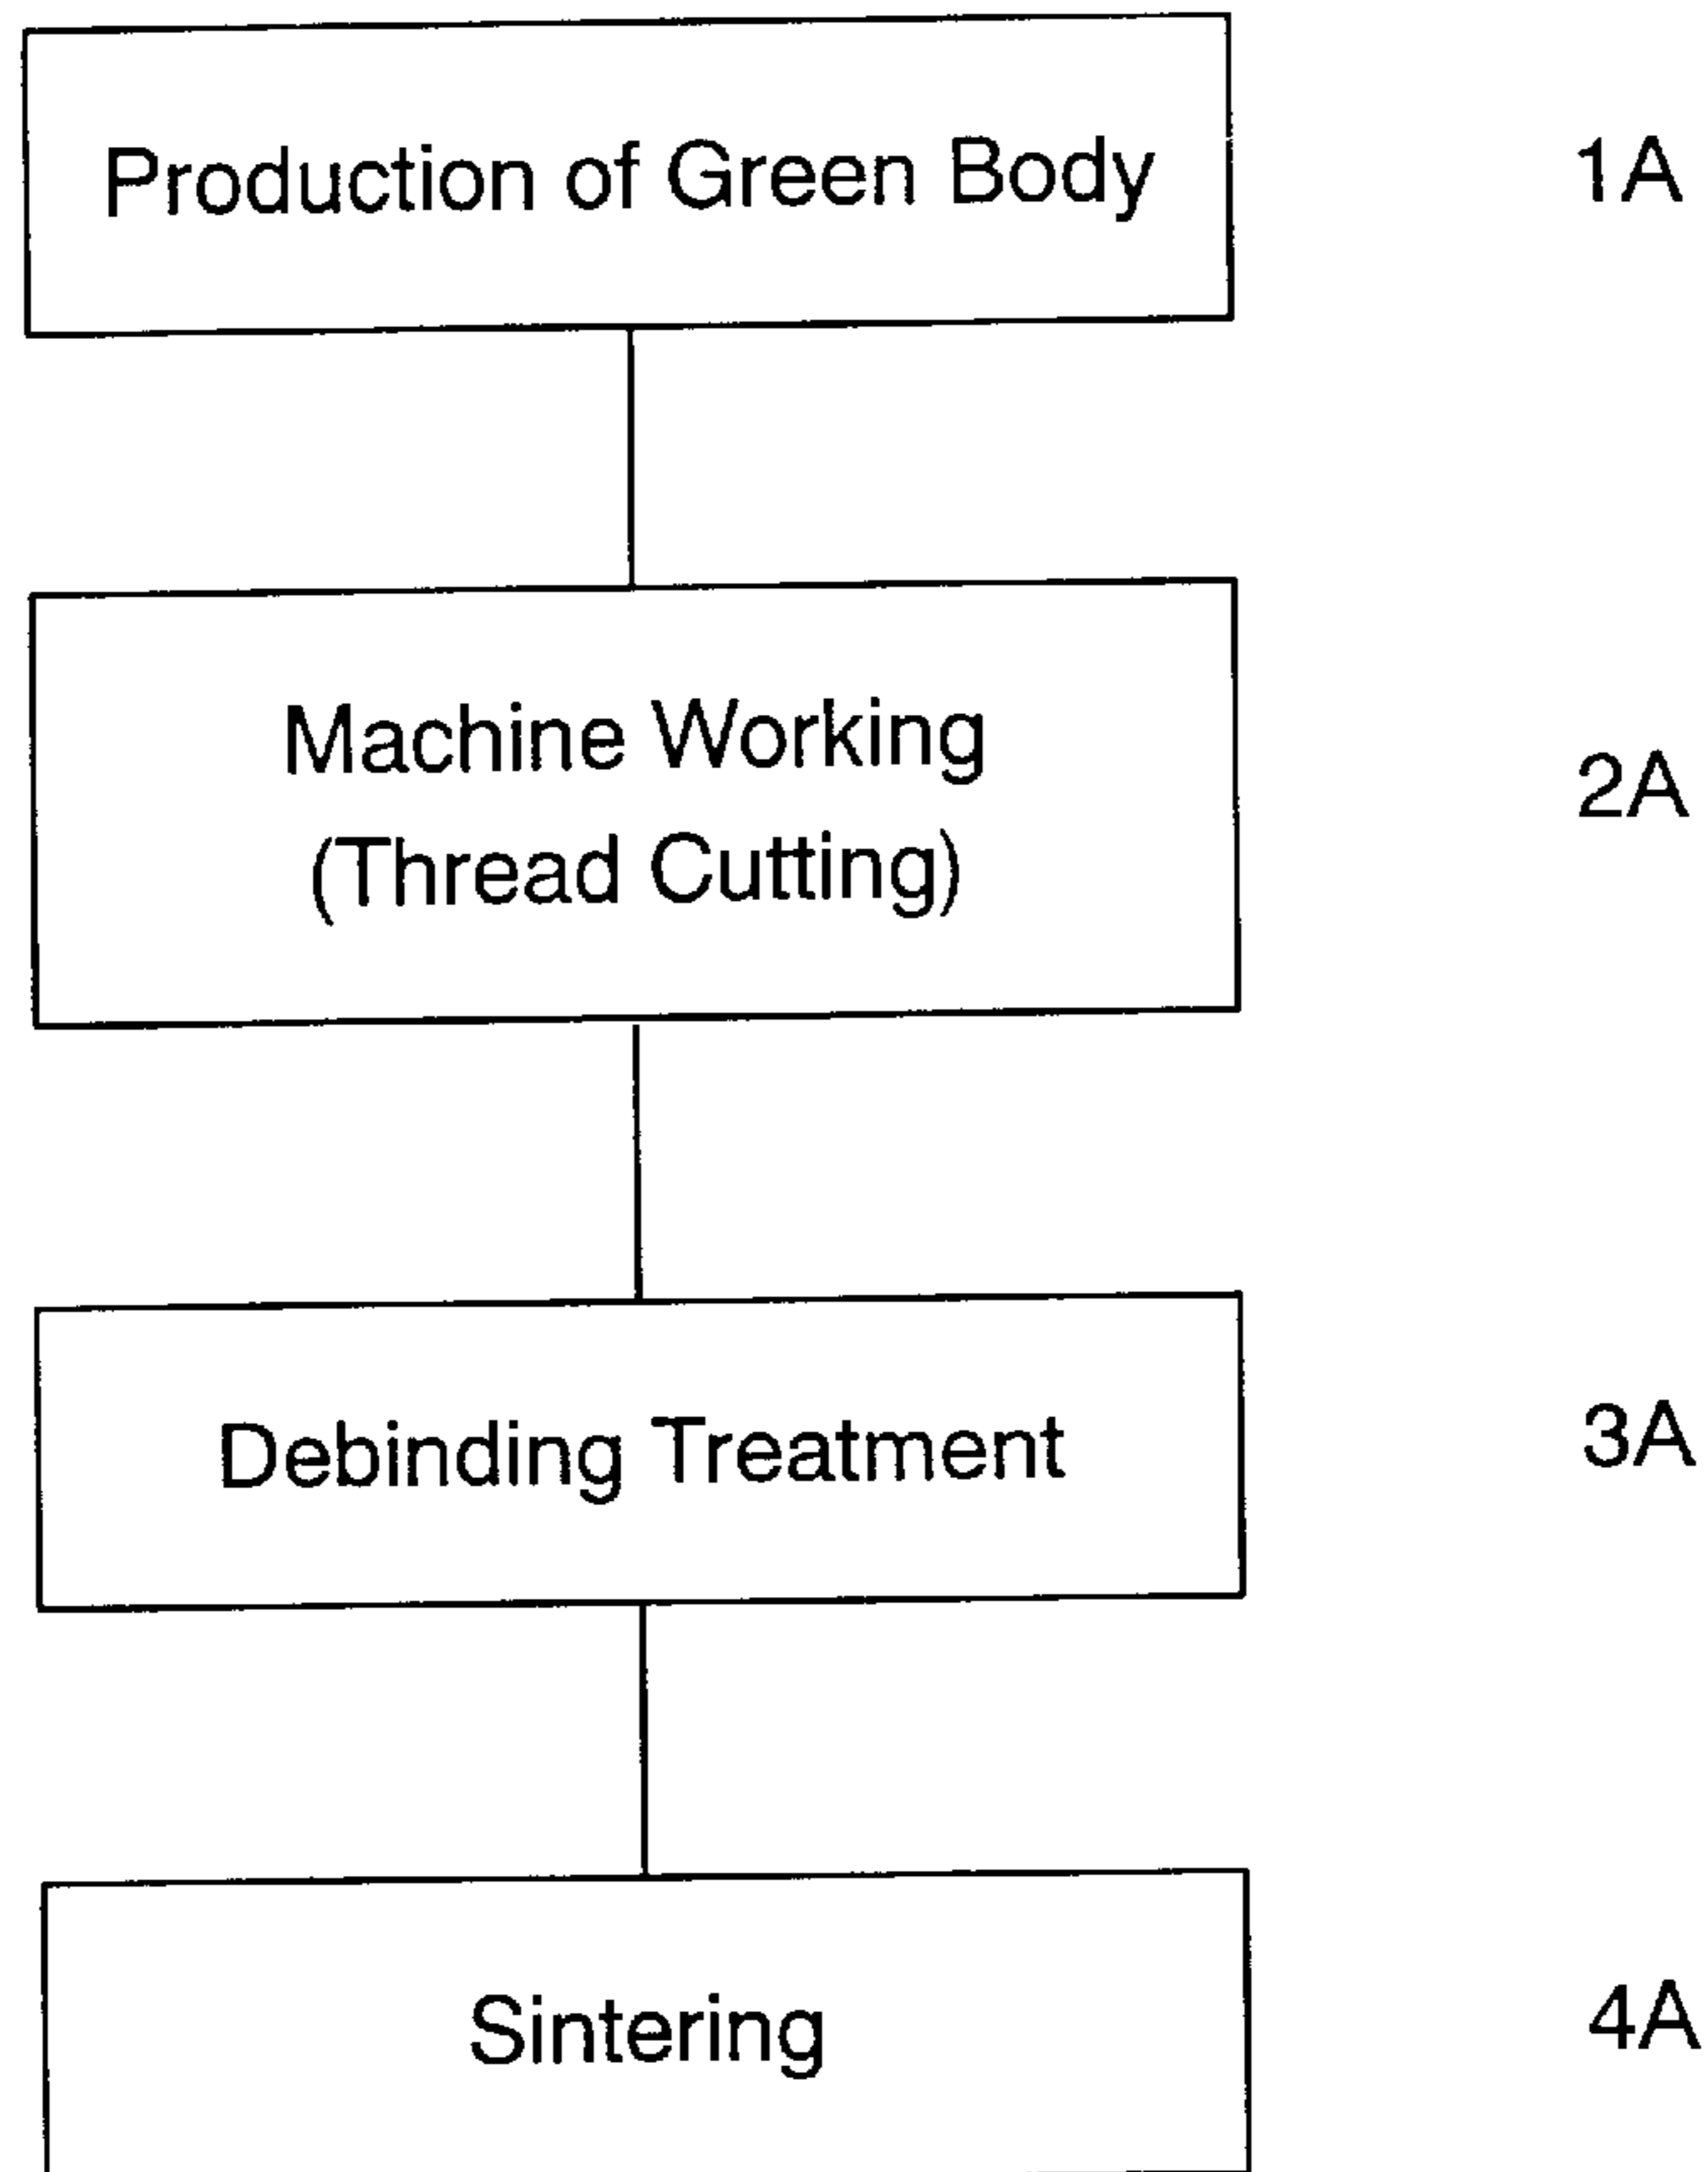 Production of Green Body 1A
Machine Working
(Thread Cutting)
2A
Debinding Treatment 3A
Sintering 4A